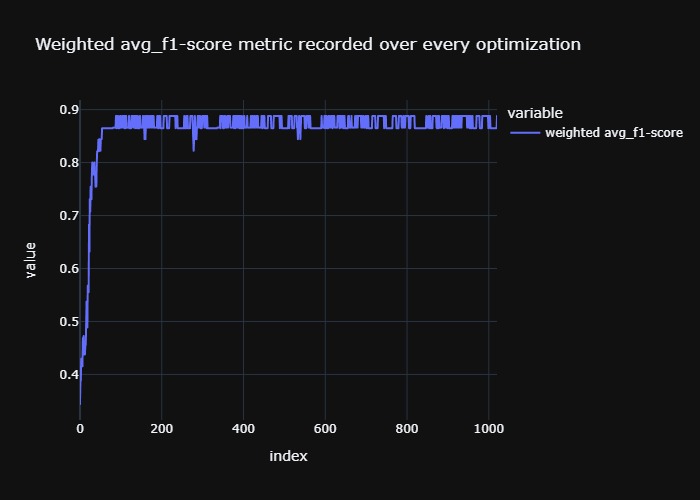 Weighted avg_f1-score metric recorded over every optimization
variable
weighted avg_f1-score
value
0.9
0.8
0.7
0.6
0.5
0.4
0 200 400 600 800 1000
index